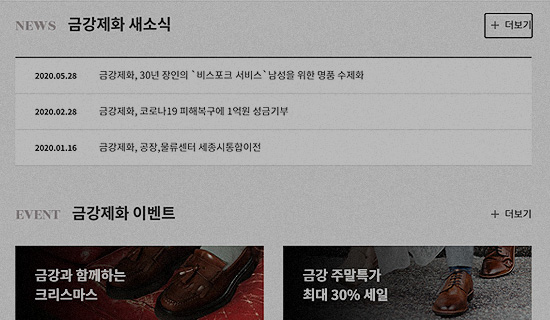 NEWS 금강제화 새소식
+ 더보기
2020.05.28 금강제화, 30년 장인의 `비스포크 서비스`남성을 위한 명품 수제화
2020.02.28 금강제화, 코로나19 피해복구에 1억원 성금기부
2020.01.16 금강제화, 공장,물류센터 세종시통합이전
EVENT 금강제화 이벤트
+ 더보기
금강과 함께하는
크리스마스
금강 주말특가
최대 30% 세일